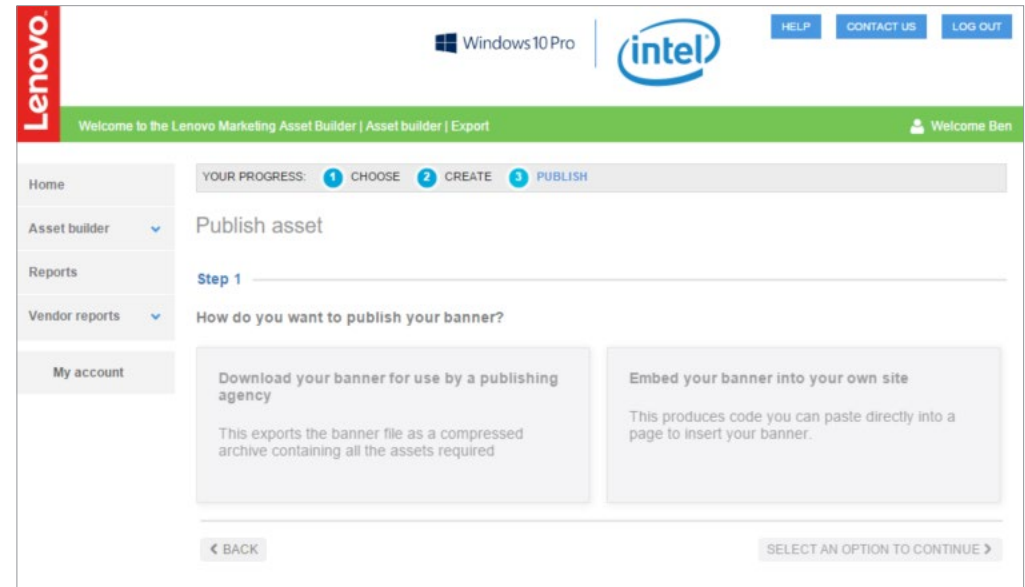 Lenovo
Windows 10 Pro
intel
HELP
CONTACT US
LOG OUT
Welcome to the Lenovo Marketing Asset Builder | Asset builder | Export
Welcome Ben
Home
Asset builder
Reports
Vendor reports
My account
YOUR PROGRESS: 1 CHOOSE 2 CREATE 3 PUBLISH
Publish asset
Step 1
How do you want to publish your banner?
Download your banner for use by a publishing
agency
This exports the banner file as a compressed
archive containing all the assets required
Embed your banner into your own site
This produces code you can paste directly into a
page to insert your banner.
BACK
SELECT AN OPTION TO CONTINUE